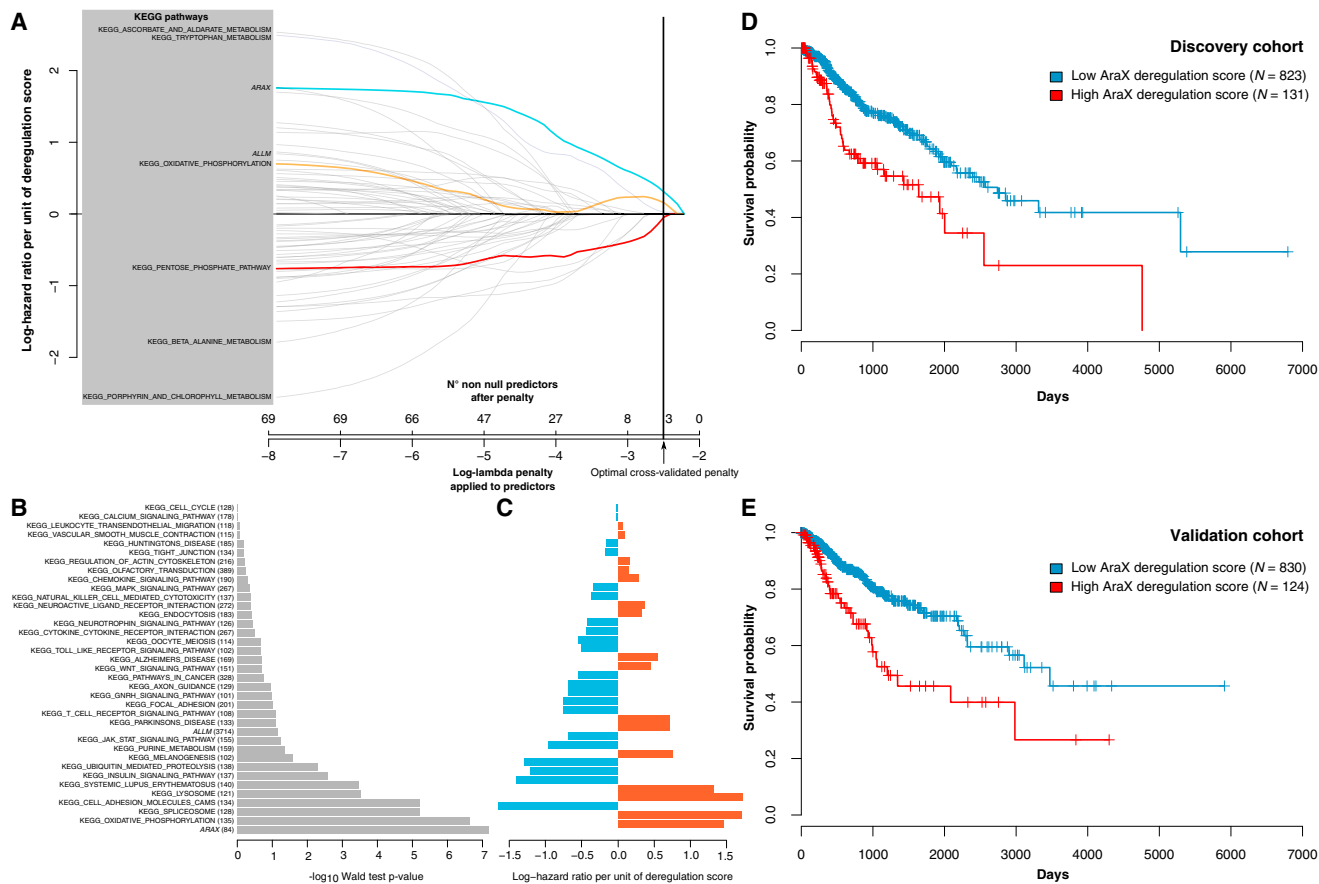 A
KEGG pathways
KEGG_ASCORBATE_AND_ALDARATE_METABOLISM
KEGG_TRYPTOPHAN_METABOLISM
ARAX
ALLM
KEGG_OXIDATIVE_PHOSPHORYLATION
KEGG_PENTOSE_PHOSPHATE_PATHWAY
KEGG_BETA_ALANINE_METABOLISM
KEGG_PORPHYRIN_AND_CHLOROPHYLL_METABOLISM
Log-hazard ratio per unit of deregulation score
2
1
0
−1
−2
N° non null predictors
after penalty
69 69 66 47 27 8 3 0
−8 −7 −6 −5 −4 −3 −2
Log-lambda penalty
applied to predictors
Optimal cross-validated penalty
B
KEGG_CELL_CYCLE (128)
KEGG_CALCIUM_SIGNALING_PATHWAY (178)
KEGG_LEUKOCYTE_TRANSENDOTHELIAL_MIGRATION (118)
KEGG_VASCULAR_SMOOTH_MUSCLE_CONTRACTION (115)
KEGG_HUNTINGTONS_DISEASE (185)
KEGG_TIGHT_JUNCTION (134)
KEGG_REGULATION_OF_ACTIN_CYTOSKELETON (216)
KEGG_OLFACTORY_TRANSDUCTION (389)
KEGG_CHEMOKINE_SIGNALING_PATHWAY (190)
KEGG_MAPK_SIGNALING_PATHWAY (267)
KEGG_NATURAL_KILLER_CELL_MEDIATED_CYTOTOXICITY (137)
KEGG_NEUROACTIVE_LIGAND_RECEPTOR_INTERACTION (272)
KEGG_ENDOCYTOSIS (183)
KEGG_NEUROTROPHIN_SIGNALING_PATHWAY (126)
KEGG_CYTOKINE_CYTOKINE_RECEPTOR_INTERACTION (267)
KEGG_OOCYTE_MEIOSIS (114)
KEGG_TOLL_LIKE_RECEPTOR_SIGNALING_PATHWAY (102)
KEGG_ALZHEIMERS_DISEASE (169)
KEGG_WNT_SIGNALING_PATHWAY (151)
KEGG_PATHWAYS_IN_CANCER (328)
KEGG_AXON_GUIDANCE (129)
KEGG_GNRH_SIGNALING_PATHWAY (101)
KEGG_FOCAL_ADHESION (201)
KEGG_T_CELL_RECEPTOR_SIGNALING_PATHWAY (108)
KEGG_PARKINSONS_DISEASE (133)
ALLM (3714)
KEGG_JAK_STAT_SIGNALING_PATHWAY (155)
KEGG_PURINE_METABOLISM (159)
KEGG_MELANOGENESIS (102)
KEGG_UBIQUITIN_MEDIATED_PROTEOLYSIS (138)
KEGG_INSULIN_SIGNALING_PATHWAY (137)
KEGG_SYSTEMIC_LUPUS_ERYTHEMATOSUS (140)
KEGG_LYSOSOME (121)
KEGG_CELL_ADHESION_MOLECULES_CAMS (134)
KEGG_SPLICEOSOME (128)
KEGG_OXIDATIVE_PHOSPHORYLATION (135)
ARAX (84)
0 1 2 3 4 5 6 7
-log10 Wald test p-value
C
−1.5 −1.0 −0.5 0.0 0.5 1.0 1.5
Log−hazard ratio per unit of deregulation score
D
Discovery cohort
Low AraX deregulation score (N = 823)
High AraX deregulation score (N = 131)
Survival probability
1.0
0.8
0.6
0.4
0.2
0.0
0 1000 2000 3000 4000 5000 6000 7000
Days
E
Validation cohort
Low AraX deregulation score (N = 830)
High AraX deregulation score (N = 124)
Survival probability
1.0
0.8
0.6
0.4
0.2
0.0
0 1000 2000 3000 4000 5000 6000 7000
Days